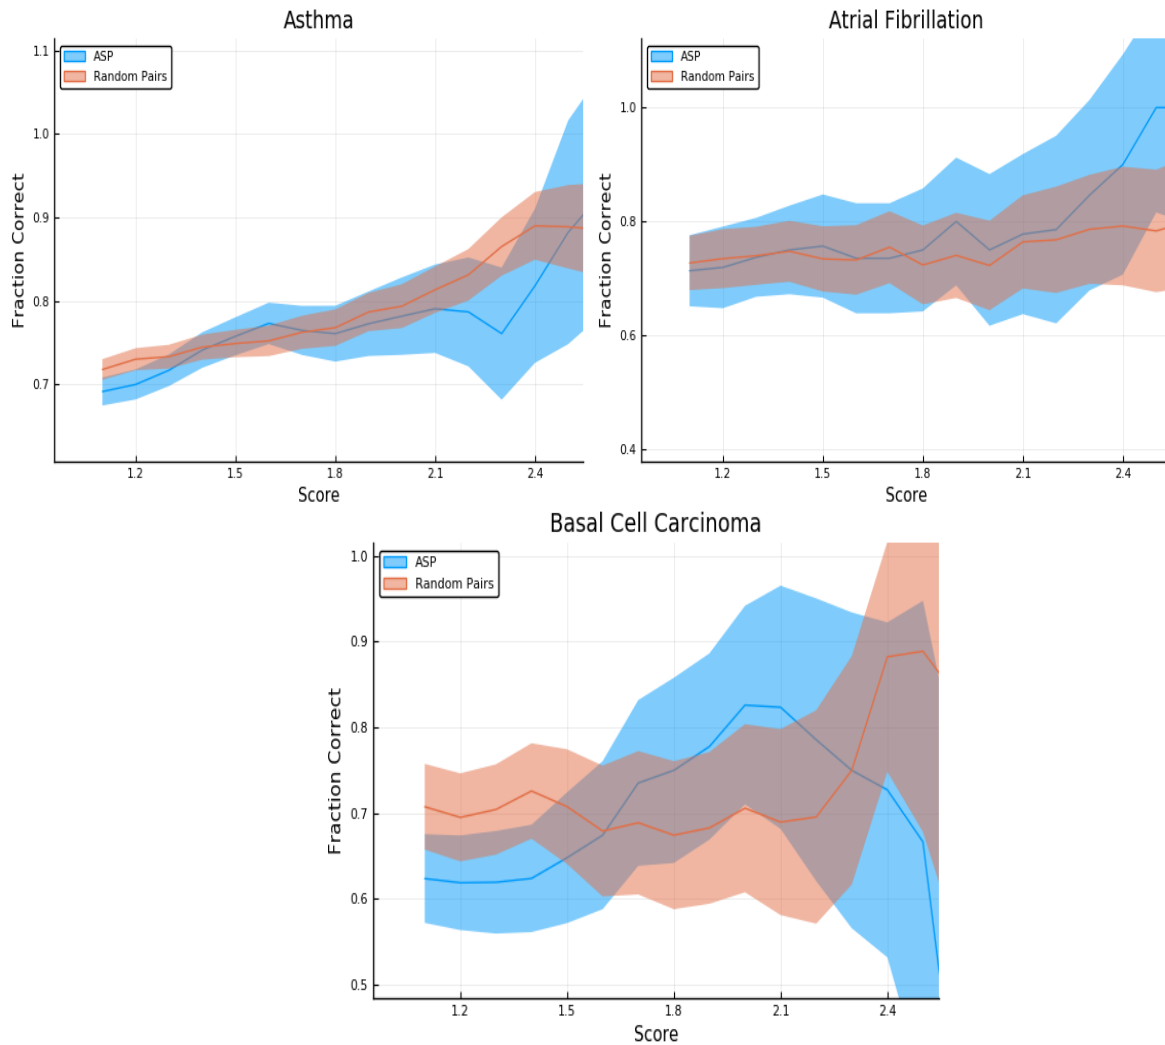 Asthma
ASP
Random Pairs
Fraction Correct
1.1
1.0
0.9
0.8
0.7
1.2 1.5 1.8 2.1 2.4
Score
Atrial Fibrillation
ASP
Random Pairs
Fraction Correct
1.0
0.8
0.6
0.4
1.2 1.5 1.8 2.1 2.4
Score
Basal Cell Carcinoma
ASP
Random Pairs
Fraction Correct
1.0
0.9
0.8
0.7
0.6
0.5
1.2 1.5 1.8 2.1 2.4
Score